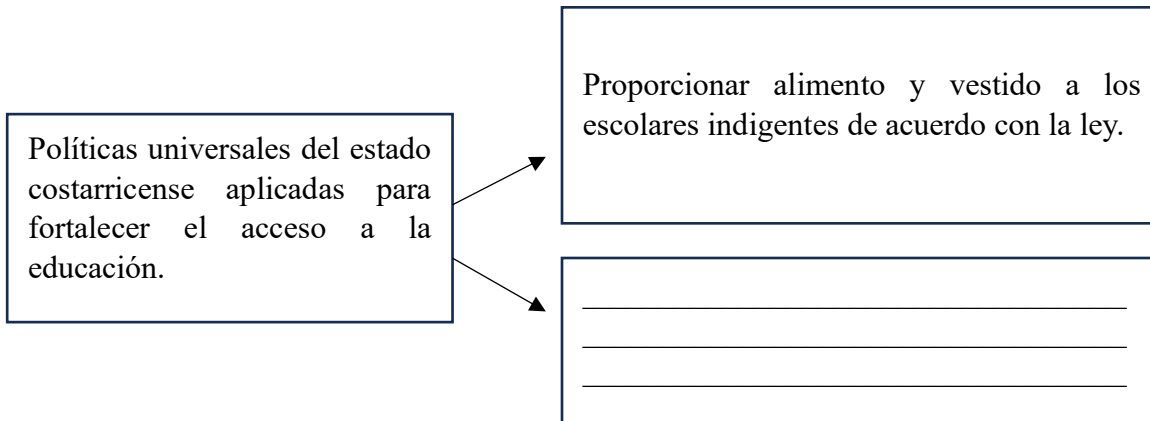 Proporcionar alimento y vestido a los
escolares indigentes de acuerdo con la ley.
Políticas universales del estado
costarricense aplicadas para
fortalecer el acceso a la
educación.